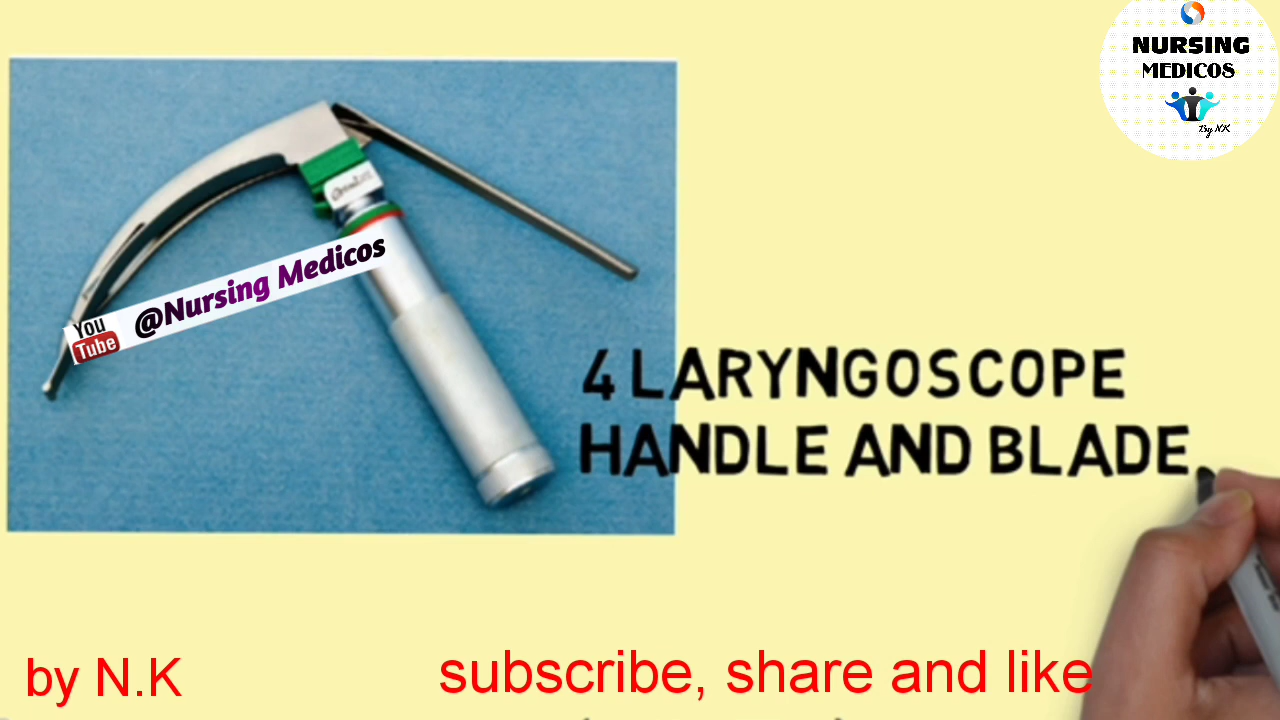 NURSING
MEDICOS
By NK
You
Tube
@Nursing Medicos
4 LARYNGOSCOPE
HANDLE AND BLADE.
by N.K
subscribe, share and like